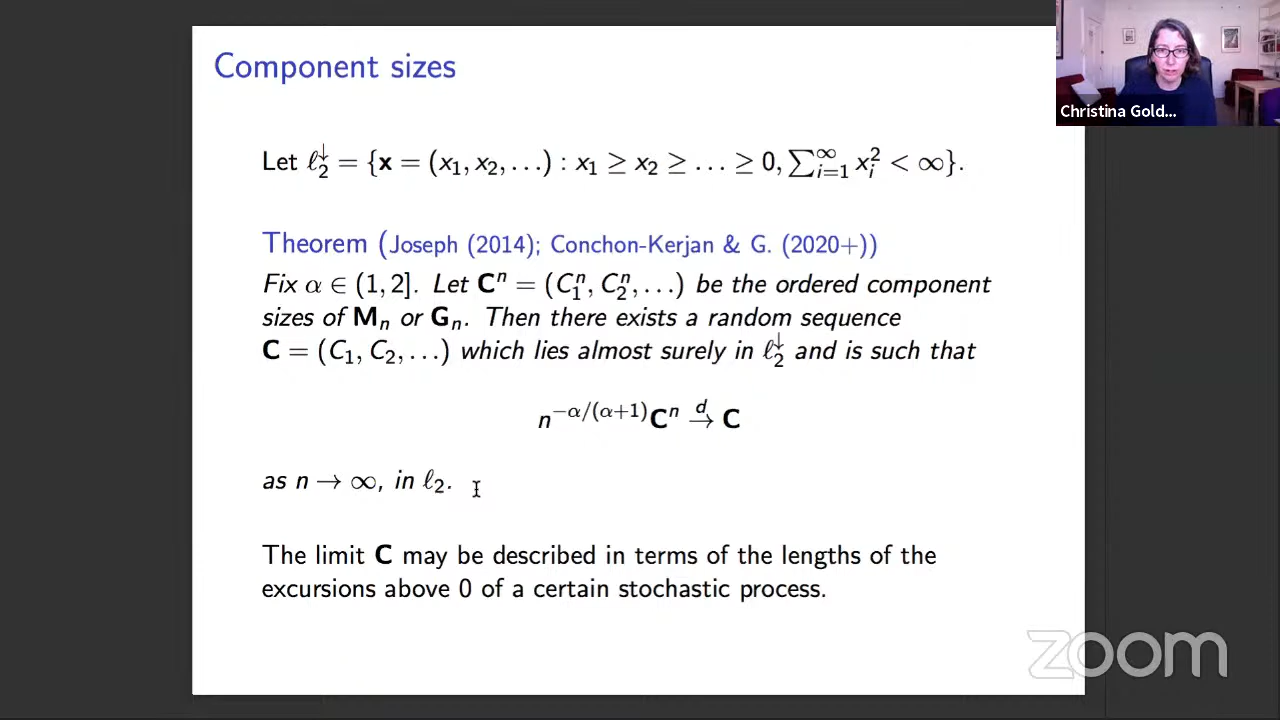 Component sizes
Christina Gold...
Let ℓ₂↓ = {x = (x₁, x₂, . . .) : x₁ ≥ x₂ ≥ . . . ≥ 0, ∑_{i=1}^∞ x_i² < ∞}.
Theorem (Joseph (2014); Conchon-Kerjan & G. (2020+))
Fix α ∈ (1, 2]. Let Cⁿ = (C₁ⁿ, C₂ⁿ, . . .) be the ordered component
sizes of Mₙ or Gₙ. Then there exists a random sequence
C = (C₁, C₂, . . .) which lies almost surely in ℓ₂↓ and is such that
n^{−α/(α+1)}Cⁿ →^d C
as n → ∞, in ℓ₂.
The limit C may be described in terms of the lengths of the
excursions above 0 of a certain stochastic process.
zoom